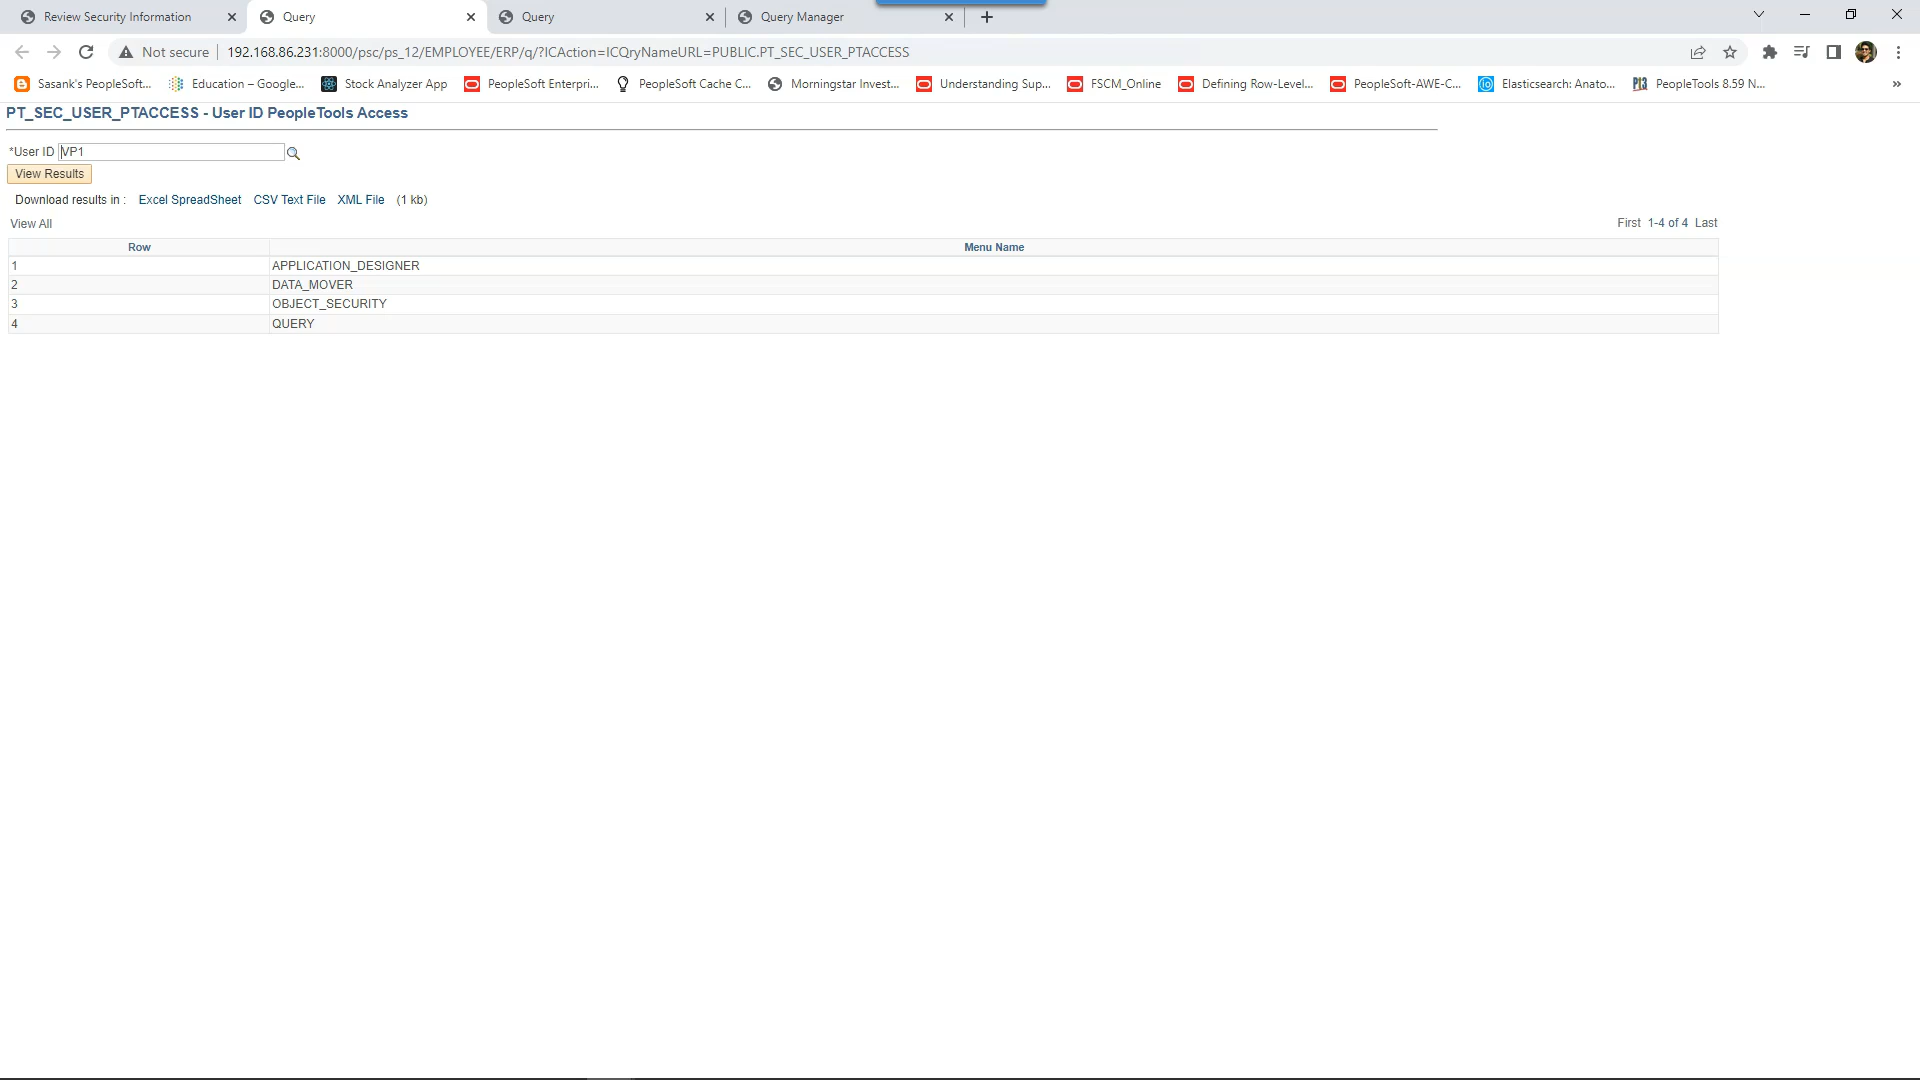 Review Security Information
Query
Query
Query Manager
Not secure
192.168.86.231:8000/psc/ps_12/EMPLOYEE/ERP/q/?ICAction=ICQryNameURL=PUBLIC.PT_SEC_USER_PTACCESS
Sasank's PeopleSoft...
Education – Google...
Stock Analyzer App
PeopleSoft Enterpri...
PeopleSoft Cache C...
Morningstar Invest...
Understanding Sup...
FSCM_Online
Defining Row-Level...
PeopleSoft-AWE-C...
Elasticsearch: Anato...
PeopleTools 8.59 N...
PT_SEC_USER_PTACCESS - User ID PeopleTools Access
*User ID VP1
View Results
Download results in : Excel SpreadSheet CSV Text File XML File (1 kb)
View All First 1-4 of 4 Last
Row Menu Name
1 APPLICATION_DESIGNER
2 DATA_MOVER
3 OBJECT_SECURITY
4 QUERY